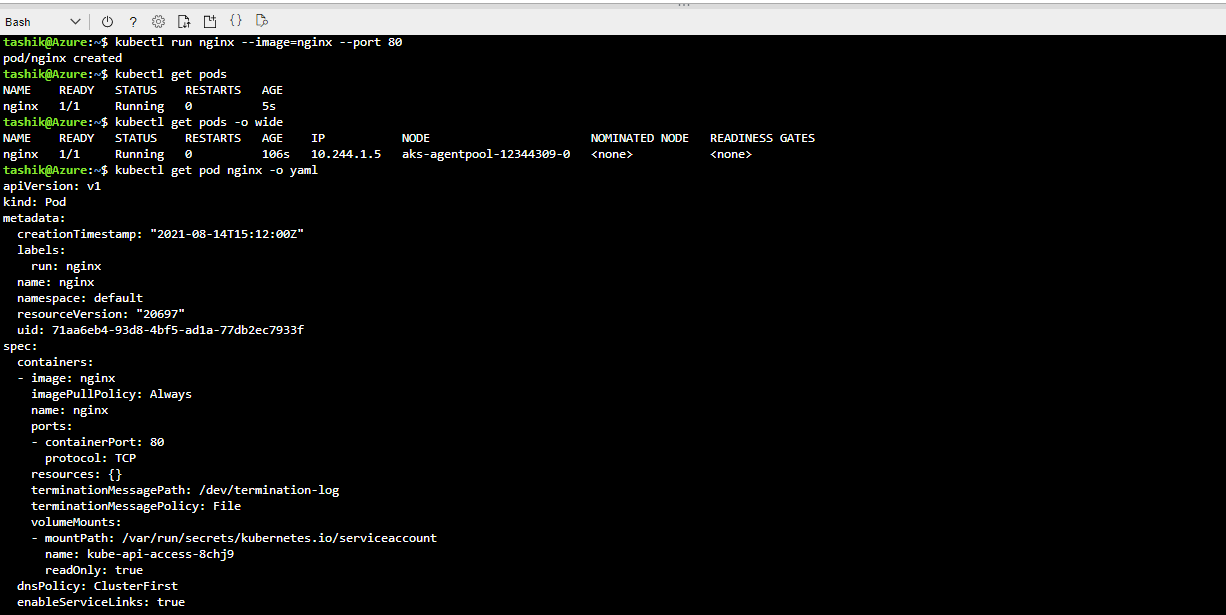 Bash ?
tashik@Azure:~$ kubectl run nginx --image=nginx --port 80
pod/nginx created
tashik@Azure:~$ kubectl get pods
NAME    READY   STATUS    RESTARTS   AGE
nginx   1/1     Running   0          5s
tashik@Azure:~$ kubectl get pods -o wide
NAME    READY   STATUS    RESTARTS   AGE    IP           NODE                       NOMINATED NODE   READINESS GATES
nginx   1/1     Running   0          106s   10.244.1.5   aks-agentpool-12344309-0   <none>           <none>
tashik@Azure:~$ kubectl get pod nginx -o yaml
apiVersion: v1
kind: Pod
metadata:
  creationTimestamp: "2021-08-14T15:12:00Z"
  labels:
    run: nginx
  name: nginx
  namespace: default
  resourceVersion: "20697"
  uid: 71aa6eb4-93d8-4bf5-ad1a-77db2ec7933f
spec:
  containers:
  - image: nginx
    imagePullPolicy: Always
    name: nginx
    ports:
    - containerPort: 80
      protocol: TCP
    resources: {}
    terminationMessagePath: /dev/termination-log
    terminationMessagePolicy: File
    volumeMounts:
    - mountPath: /var/run/secrets/kubernetes.io/serviceaccount
      name: kube-api-access-8chj9
      readOnly: true
  dnsPolicy: ClusterFirst
  enableServiceLinks: true